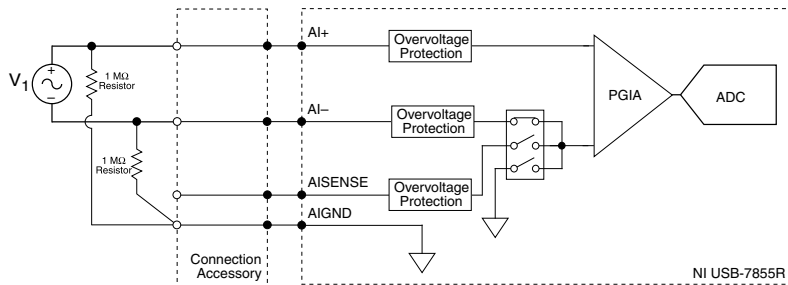 AI+
Overvoltage
Protection
V1
+
–
1 MΩ
Resistor
PGIA
ADC
AI–
Overvoltage
Protection
1 MΩ
Resistor
AISENSE
Overvoltage
Protection
AIGND
Connection
Accessory
NI USB-7855R